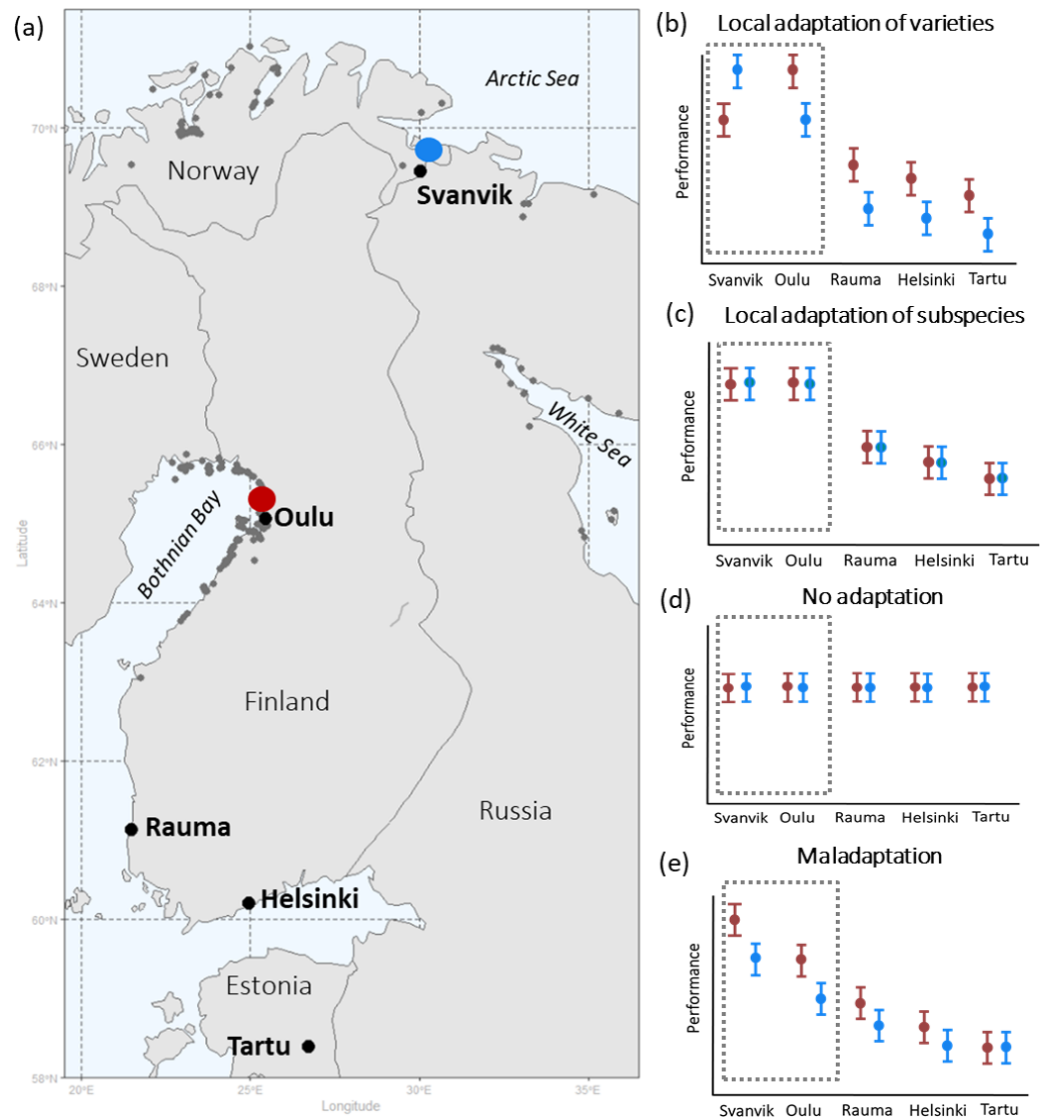 (a)
Arctic Sea
70°N
Norway
Svanvik
68°N
Sweden
White Sea
66°N
Oulu
Bothnian Bay
Latitude
64°N
Finland
62°N
Russia
Rauma
Helsinki
60°N
Estonia
Tartu
58°N
20°E
25°E
30°E
35°E
Longitude
(b)
Local adaptation of varieties
Performance
Svanvik Oulu Rauma Helsinki Tartu
(c)
Local adaptation of subspecies
Performance
Svanvik Oulu Rauma Helsinki Tartu
(d)
No adaptation
Performance
Svanvik Oulu Rauma Helsinki Tartu
(e)
Maladaptation
Performance
Svanvik Oulu Rauma Helsinki Tartu